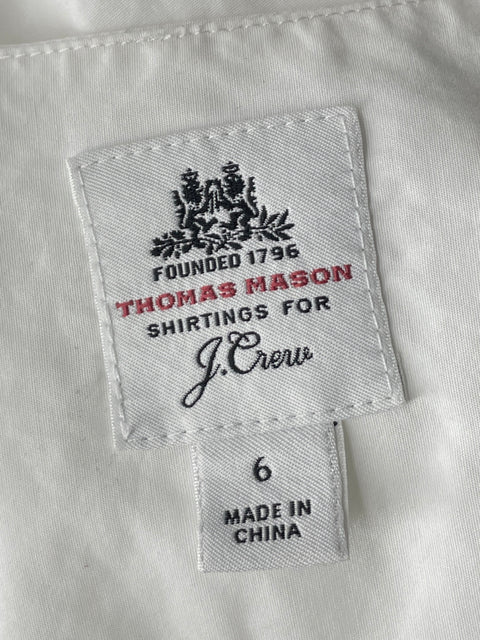 FOUNDED 1796
THOMAS MASON
SHIRTINGS FOR
J.Crew
6
MADE IN
CHINA